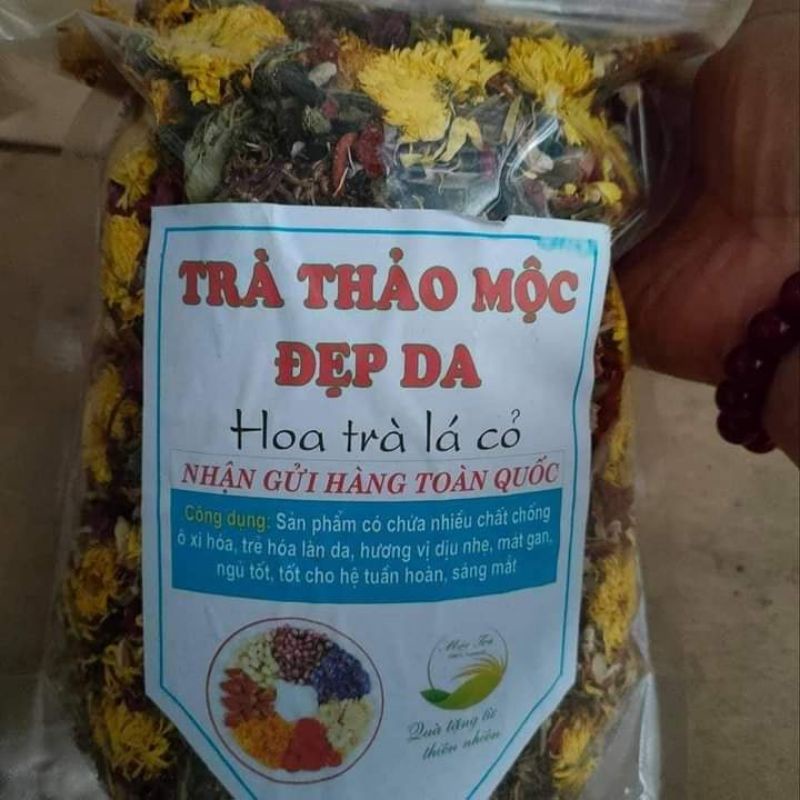 TRÀ THẢO MỘC
ĐẸP DA
Hoa trà lá cỏ
NHẬN GỬI HÀNG TOÀN QUỐC
Công dụng: Sản phẩm có chứa nhiều chất chống
ô xi hóa, trẻ hóa làn da, hương vị dịu nhẹ, mát gan,
ngủ tốt, tốt cho hệ tuần hoàn, sáng mắt
Mộc Trà
Quà tặng từ
thiên nhiên